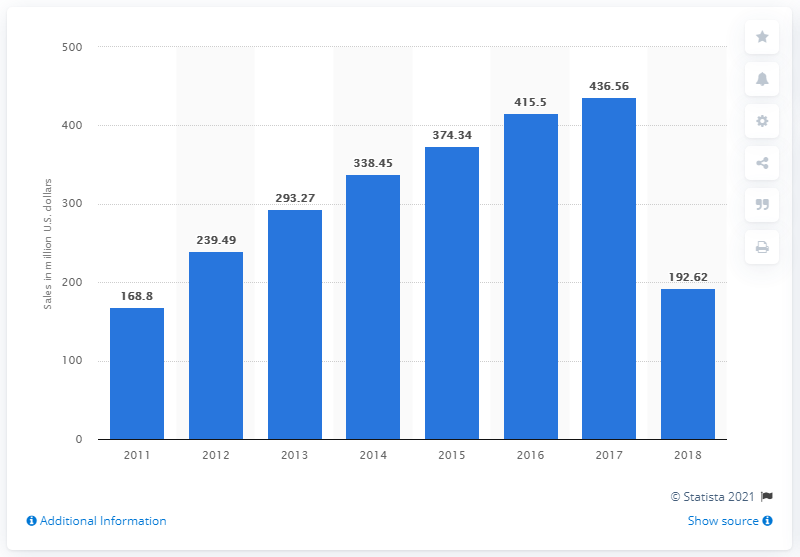 500
400
300
200
100
0
Sales in million U.S. dollars
168.8
239.49
293.27
338.45
374.34
415.5
436.56
192.62
2011 2012 2013 2014 2015 2016 2017 2018
© Statista 2021
Additional Information
Show source